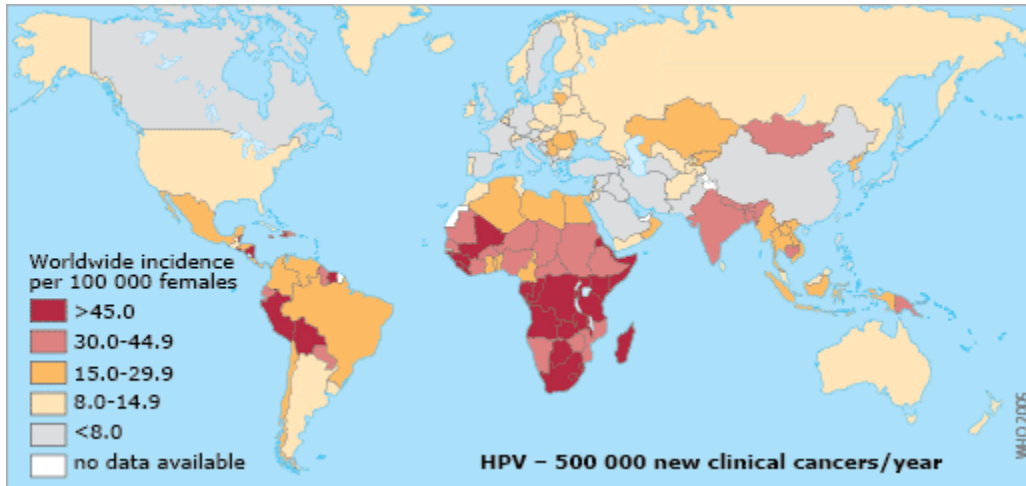 Worldwide incidence
per 100 000 females
>45.0
30.0-44.9
15.0-29.9
8.0-14.9
<8.0
no data available
HPV – 500 000 new clinical cancers/year
WHO 2006